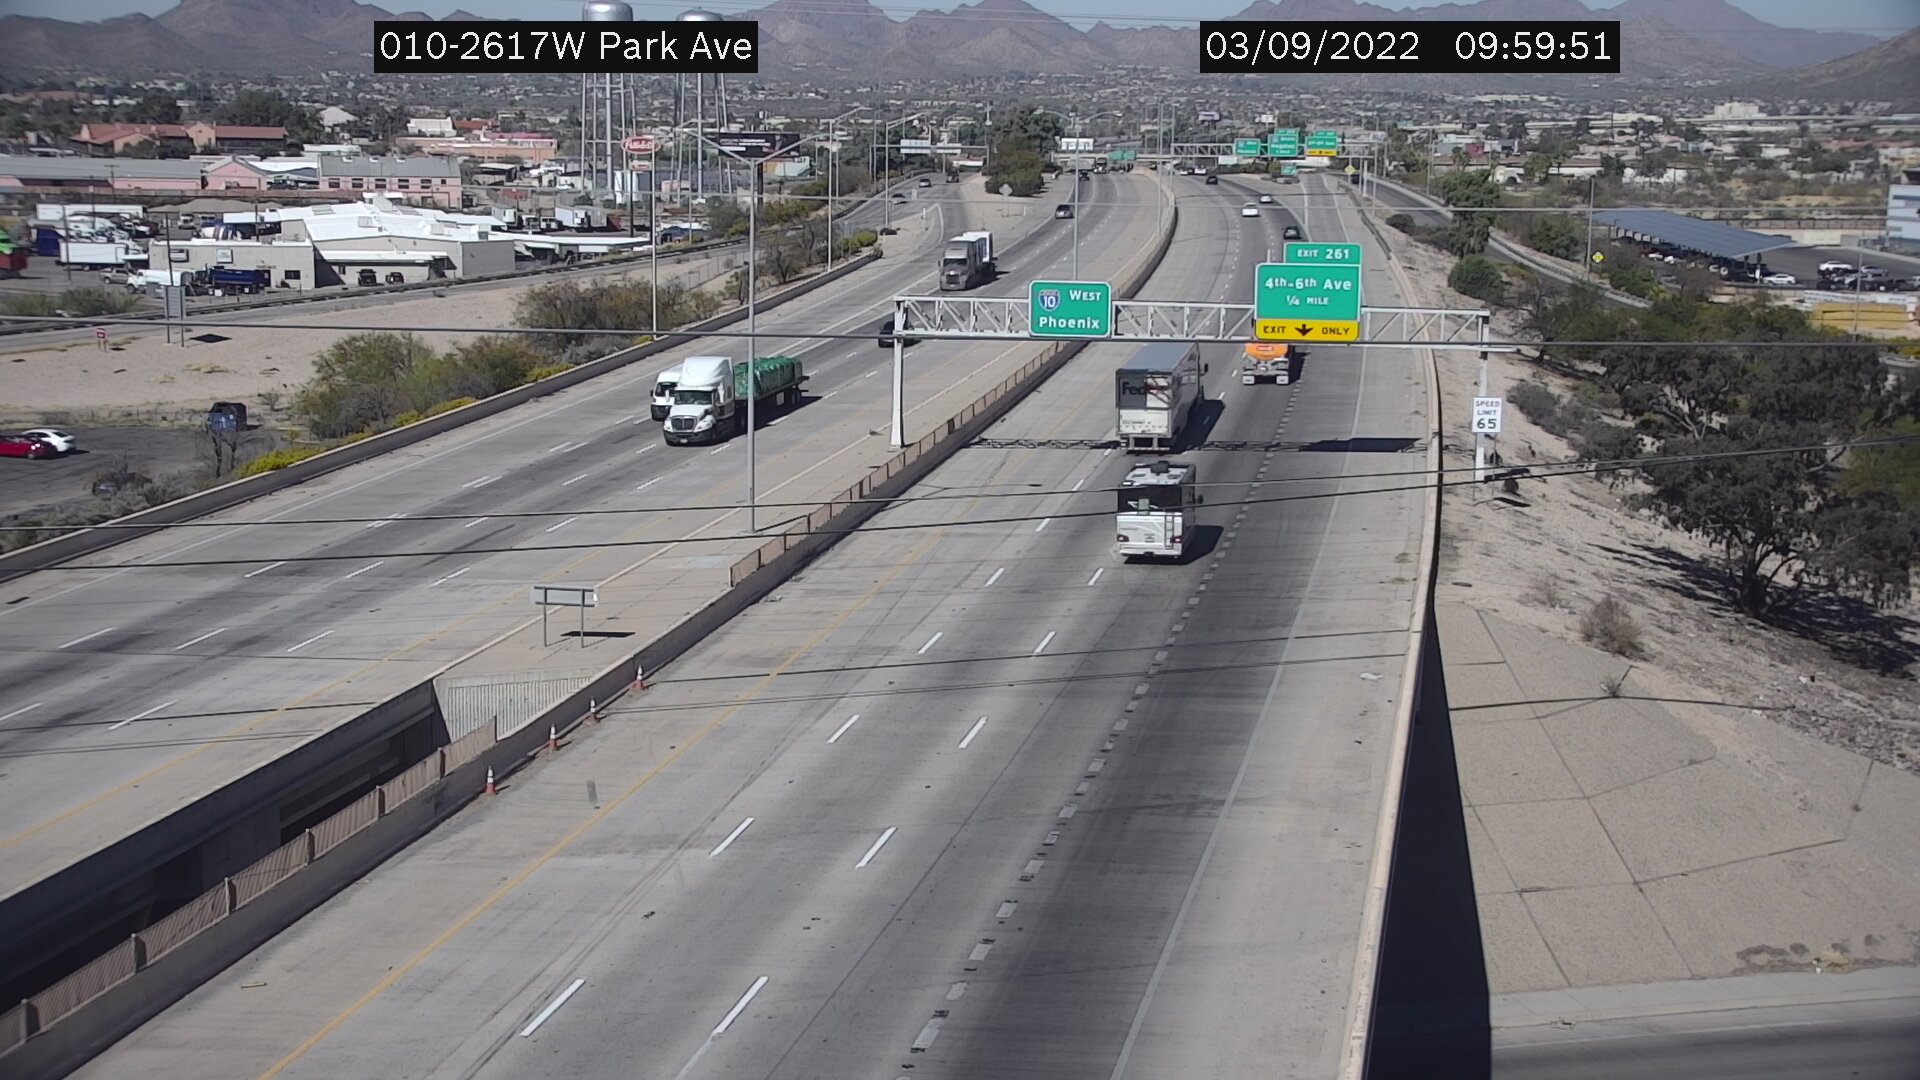 010-2617W Park Ave
03/09/2022 09:59:51
EXIT 261
4th-6th Ave
1/4 MILE
EXIT ONLY
10
WEST
Phoenix
FedEx
SPEED
LIMIT
65